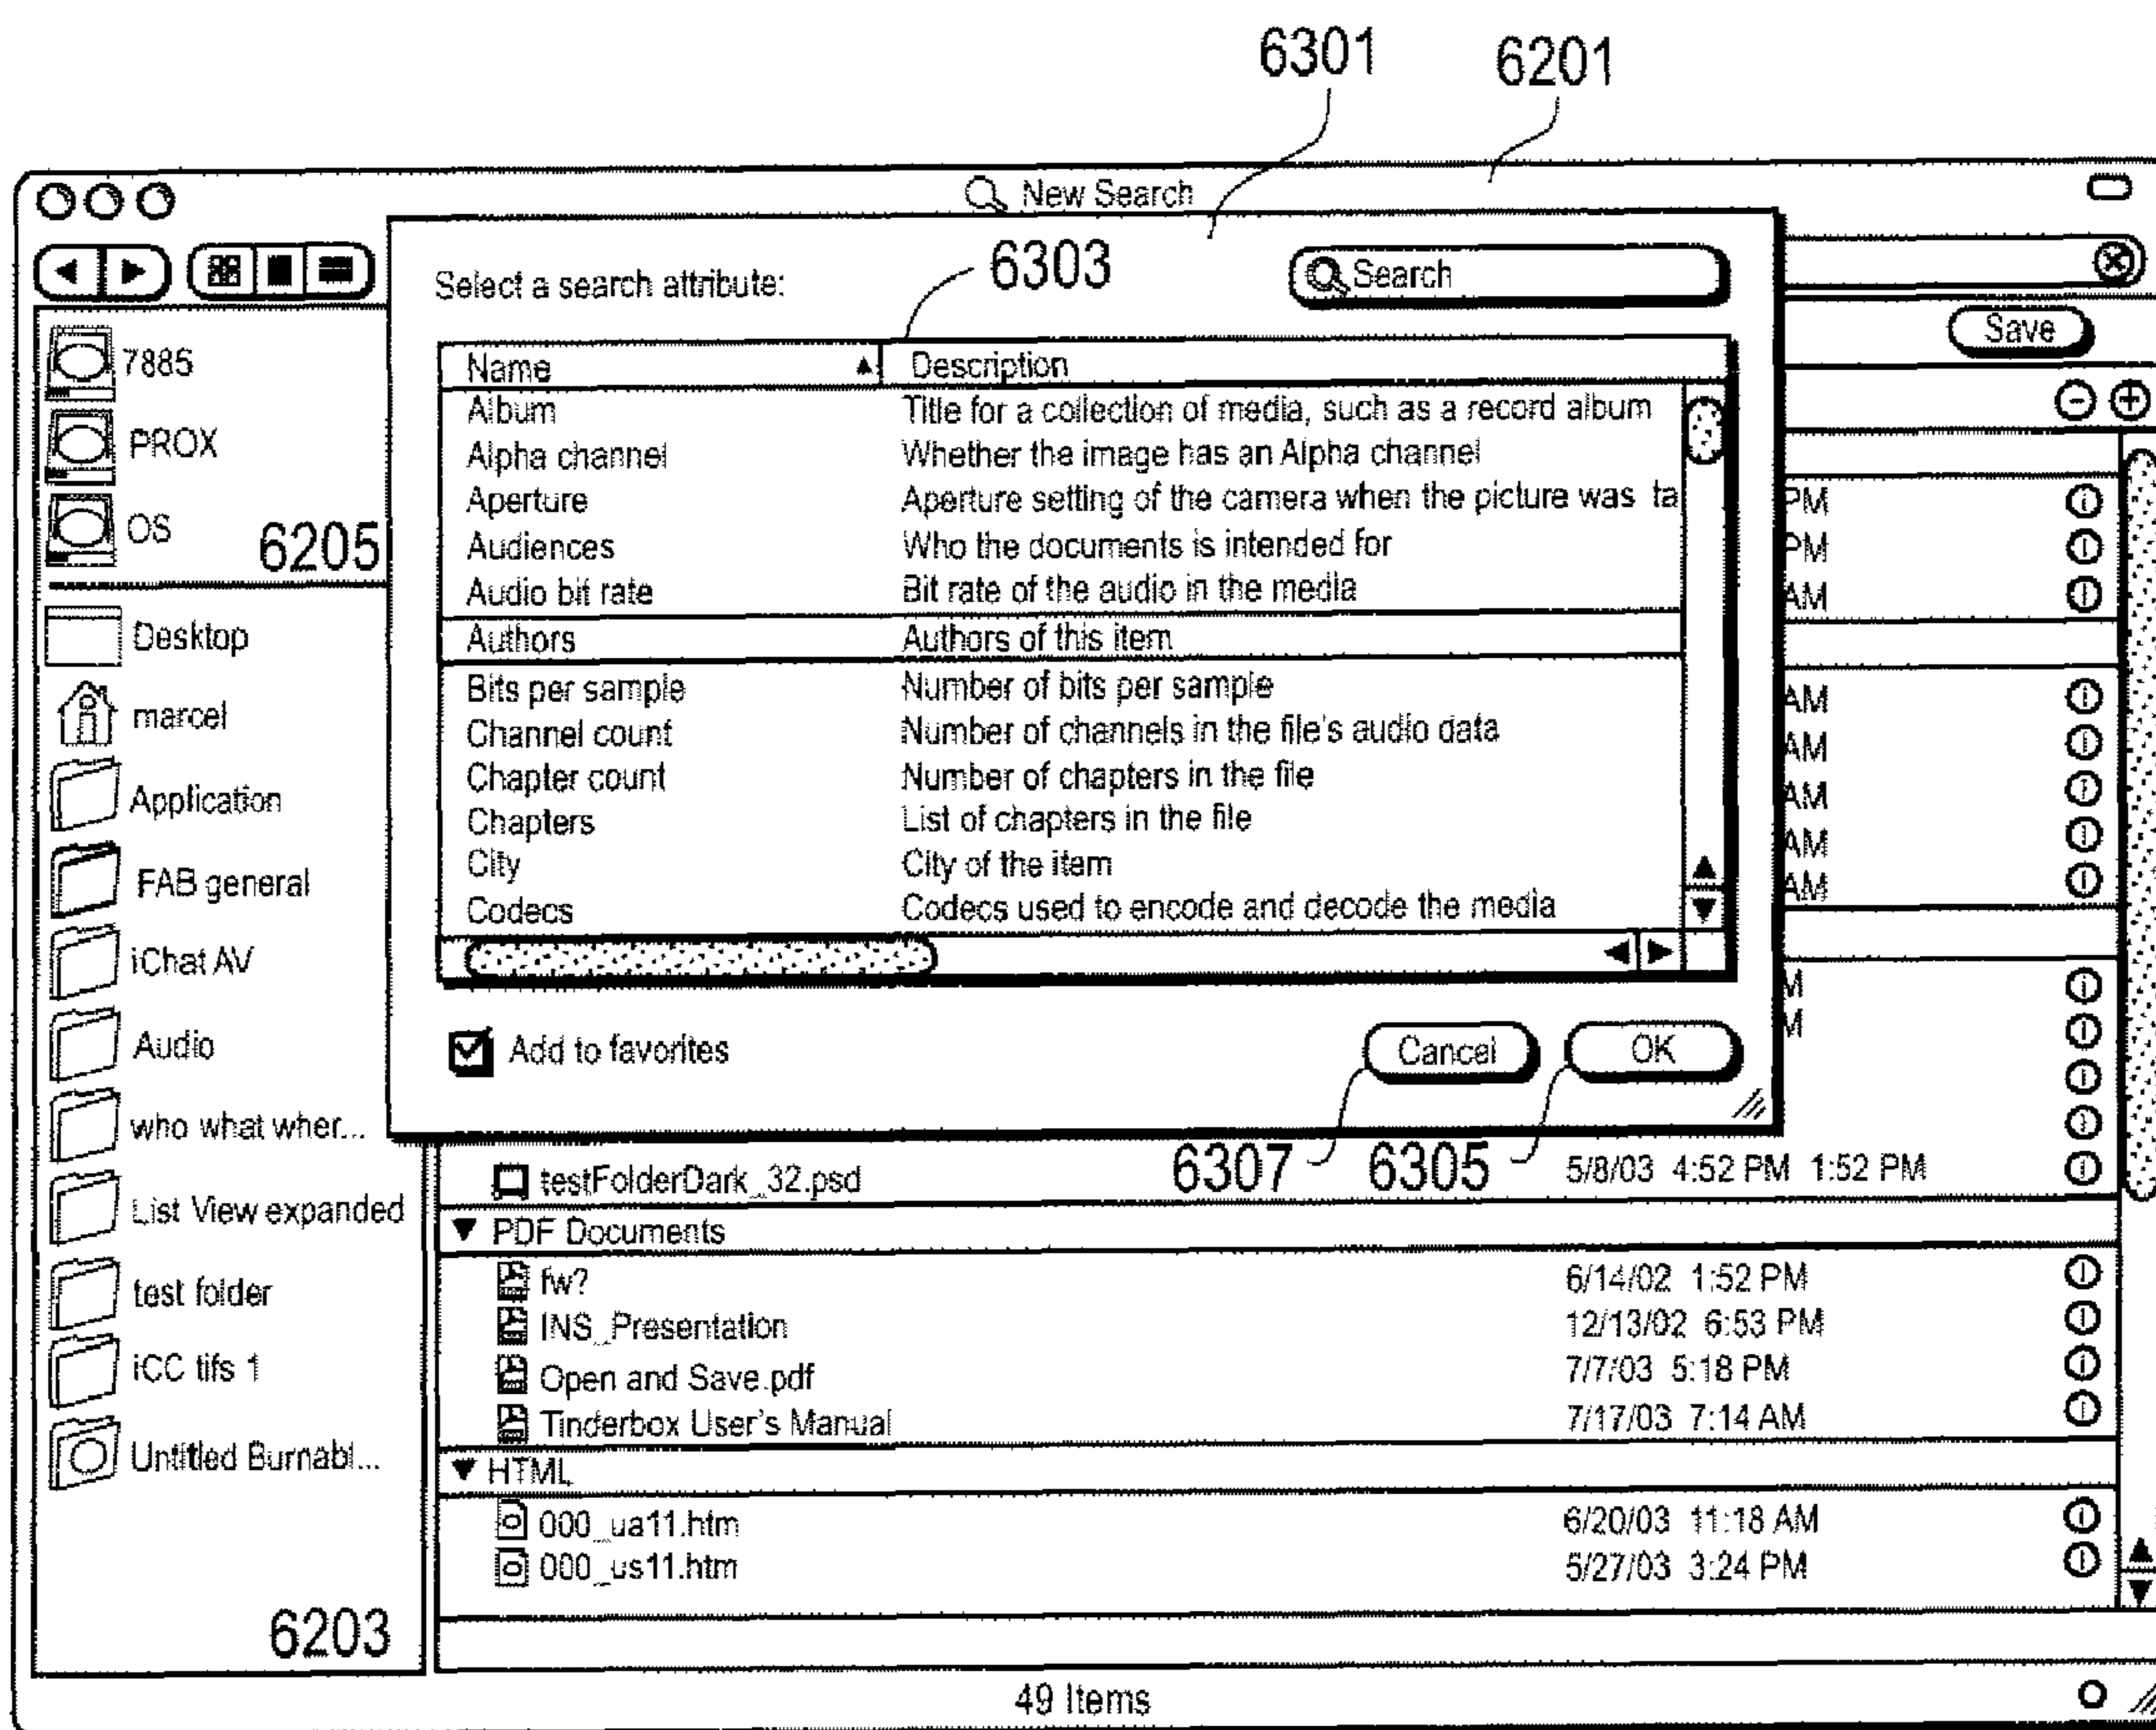 6301
6201
New Search
6303
Select a search attribute:
Search
Save
Name Description
Album Title for a collection of media, such as a record album
Alpha channel Whether the image has an Alpha channel
Aperture Aperture setting of the camera when the picture was ta
Audiences Who the documents is intended for
Audio bit rate Bit rate of the audio in the media
Authors Authors of this item
Bits per sample Number of bits per sample
Channel count Number of channels in the file's audio data
Chapter count Number of chapters in the file
Chapters List of chapters in the file
City City of the item
Codecs Codecs used to encode and decode the media
Add to favorites
Cancel
OK
6307
6305
7885
PROX
OS
6205
Desktop
marcel
Application
FAB general
iChat AV
Audio
who what wher...
List View expanded
test folder
iCC tifs 1
Untitled Burnabl...
6203
PM
PM
AM
AM
AM
AM
AM
AM
M
M
testFolderDark_32.psd 5/8/03 4:52 PM 1:52 PM
PDF Documents
fw? 6/14/02 1:52 PM
INS_Presentation 12/13/02 6:53 PM
Open and Save.pdf 7/7/03 5:18 PM
Tinderbox User's Manual 7/17/03 7:14 AM
HTML
000_ua11.htm 6/20/03 11:18 AM
000_us11.htm 5/27/03 3:24 PM
49 Items